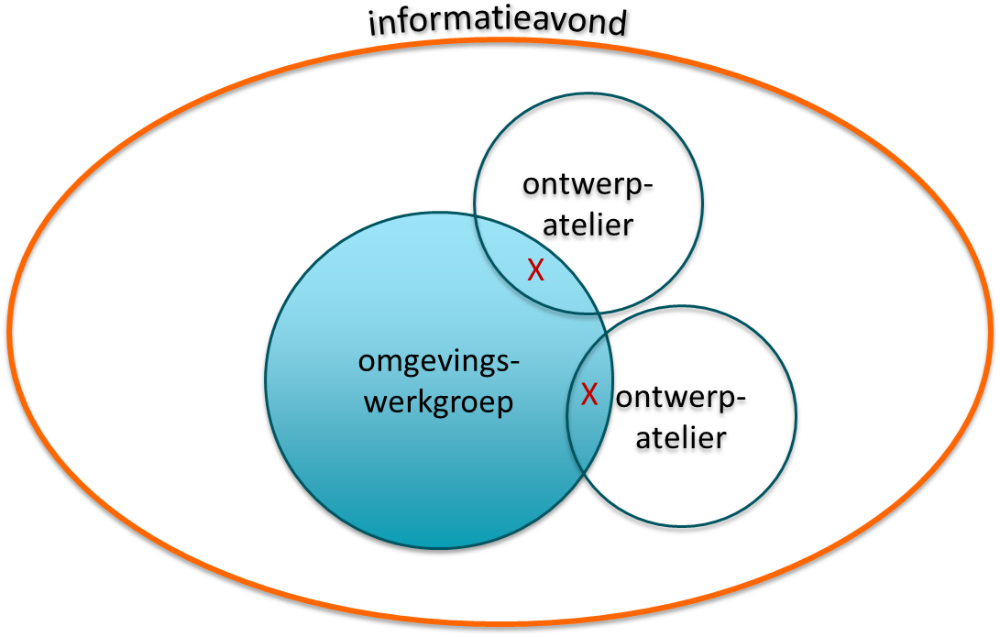 informatieavond
ontwerp-
atelier
X
omgevings-
werkgroep
X
ontwerp-
atelier